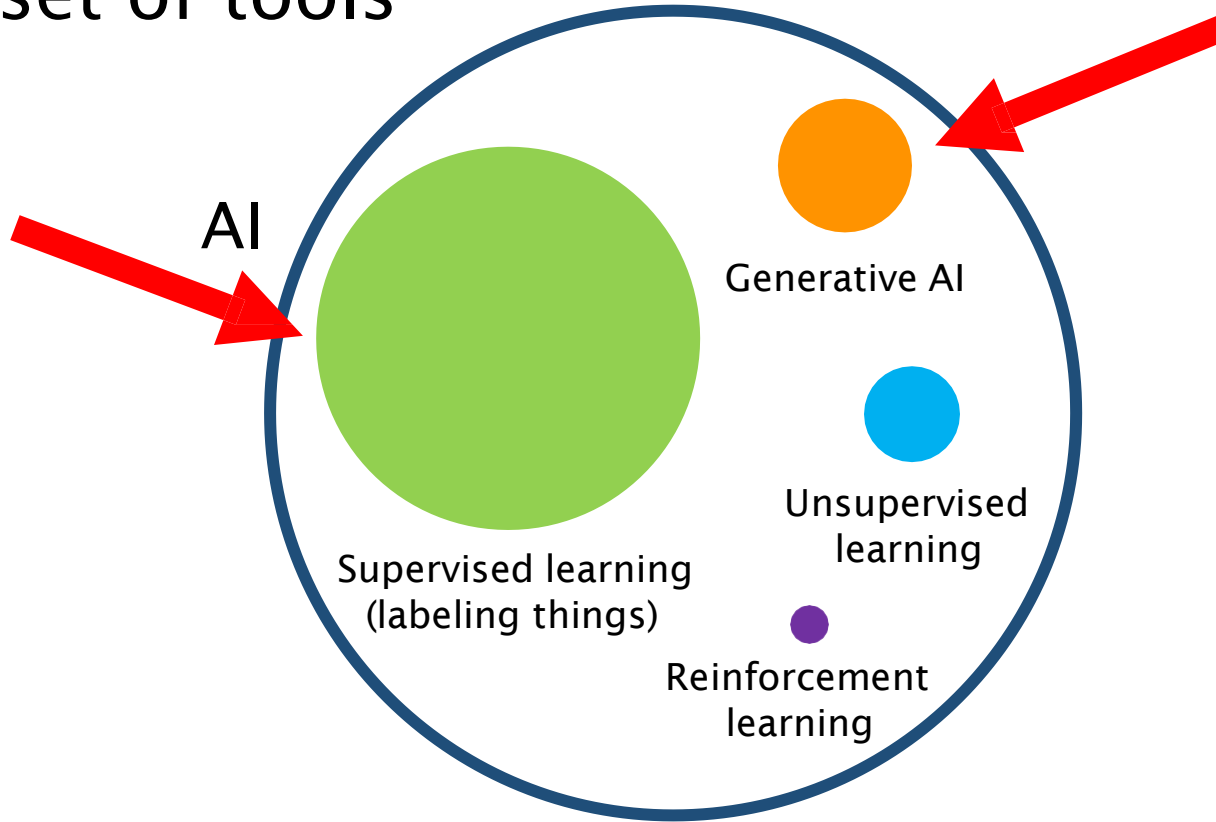 set of tools
AI
Generative AI
Unsupervised
learning
Supervised learning
(labeling things)
Reinforcement
learning